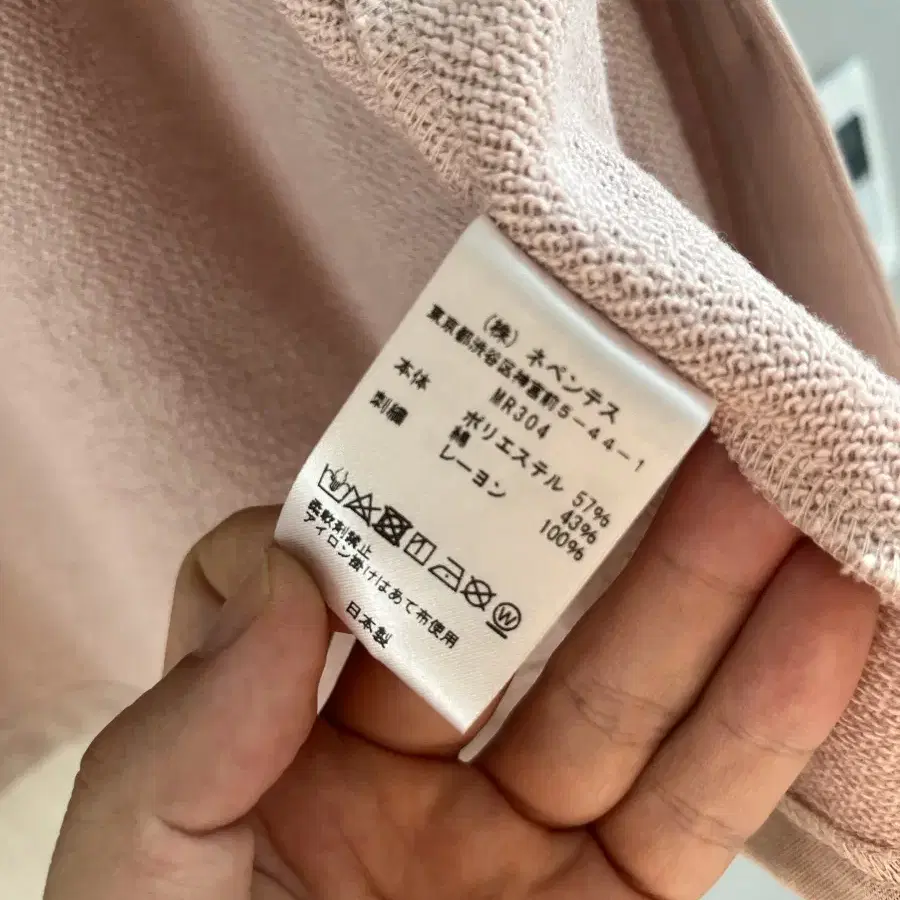 （株）ネペンテス
東京都渋谷区神宮前5-44-1
MR304
本体 ポリエステル 57%
綿 43%
刺繍 レーヨン 100%
W
柔軟剤禁止
アイロン掛けはあて布使用
日本製